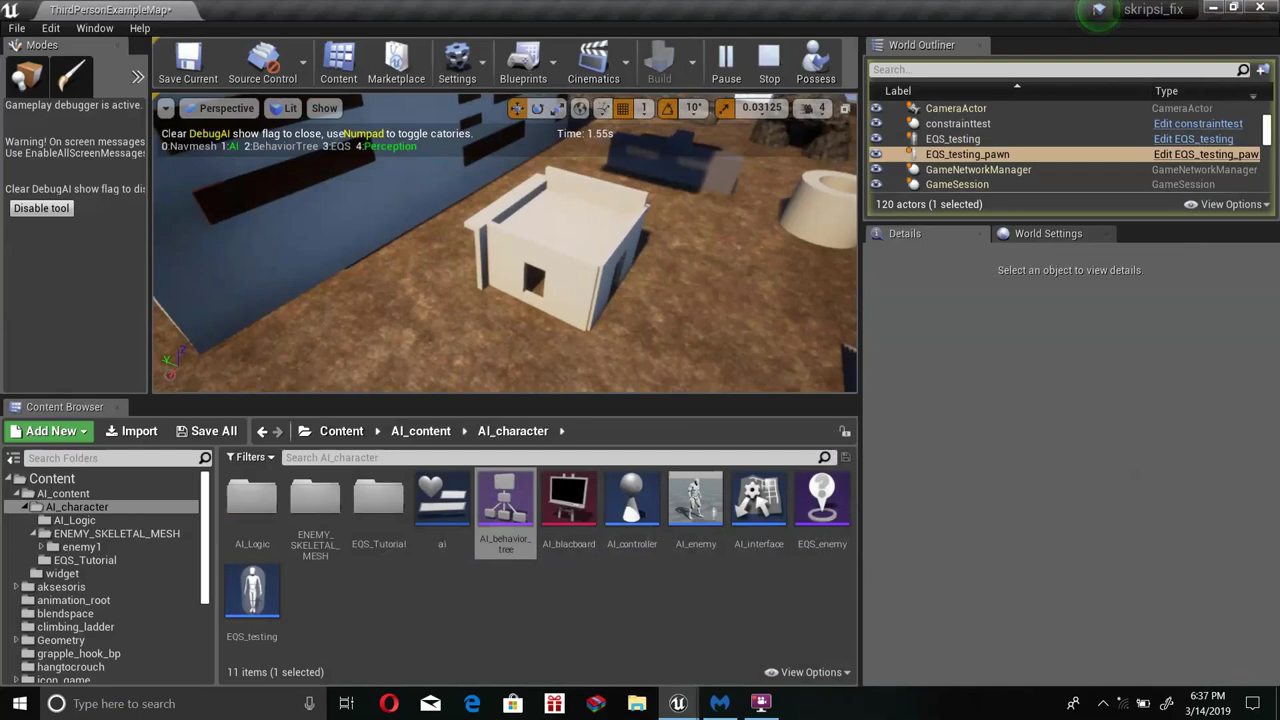 ThirdPersonExampleMap*
skripsi_fix
File Edit Window Help
Modes
Gameplay debugger is active.
Warning! On screen messages
Use EnableAllScreenMessages
Clear DebugAI show flag to dis
Disable tool
Save Current
Source Control
Content
Marketplace
Settings
Blueprints
Cinematics
Build
Pause
Stop
Possess
Perspective
Lit
Show
1
10°
0.03125
4
Clear DebugAI show flag to close, useNumpad to toggle catories.
Time: 1.55s
0:Navmesh 1:AI 2:BehaviorTree 3:EQS 4:Perception
Z
Y
World Outliner
Search...
Label Type
CameraActor CameraActor
constrainttest Edit constrainttest
EQS_testing Edit EQS_testing
EQS_testing_pawn Edit EQS_testing_paw
GameNetworkManager GameNetworkManager
GameSession GameSession
120 actors (1 selected)
View Options
Details
World Settings
Select an object to view details.
Content Browser
Add New
Import
Save All
Content
AI_content
AI_character
Search Folders
Filters
Search AI_character
Content
AI_content
AI_character
AI_Logic
ENEMY_SKELETAL_MESH
enemy1
EQS_Tutorial
widget
aksesoris
animation_root
blendspace
climbing_ladder
Geometry
grapple_hook_bp
hangtocrouch
icon_game
AI_Logic
ENEMY_
SKELETAL_
MESH
EQS_Tutorial
ai
AI_behavior_
tree
AI_blacboard
AI_controller
AI_enemy
AI_interface
EQS_enemy
EQS_testing
11 items (1 selected)
View Options
Type here to search
6:37 PM
3/14/2019